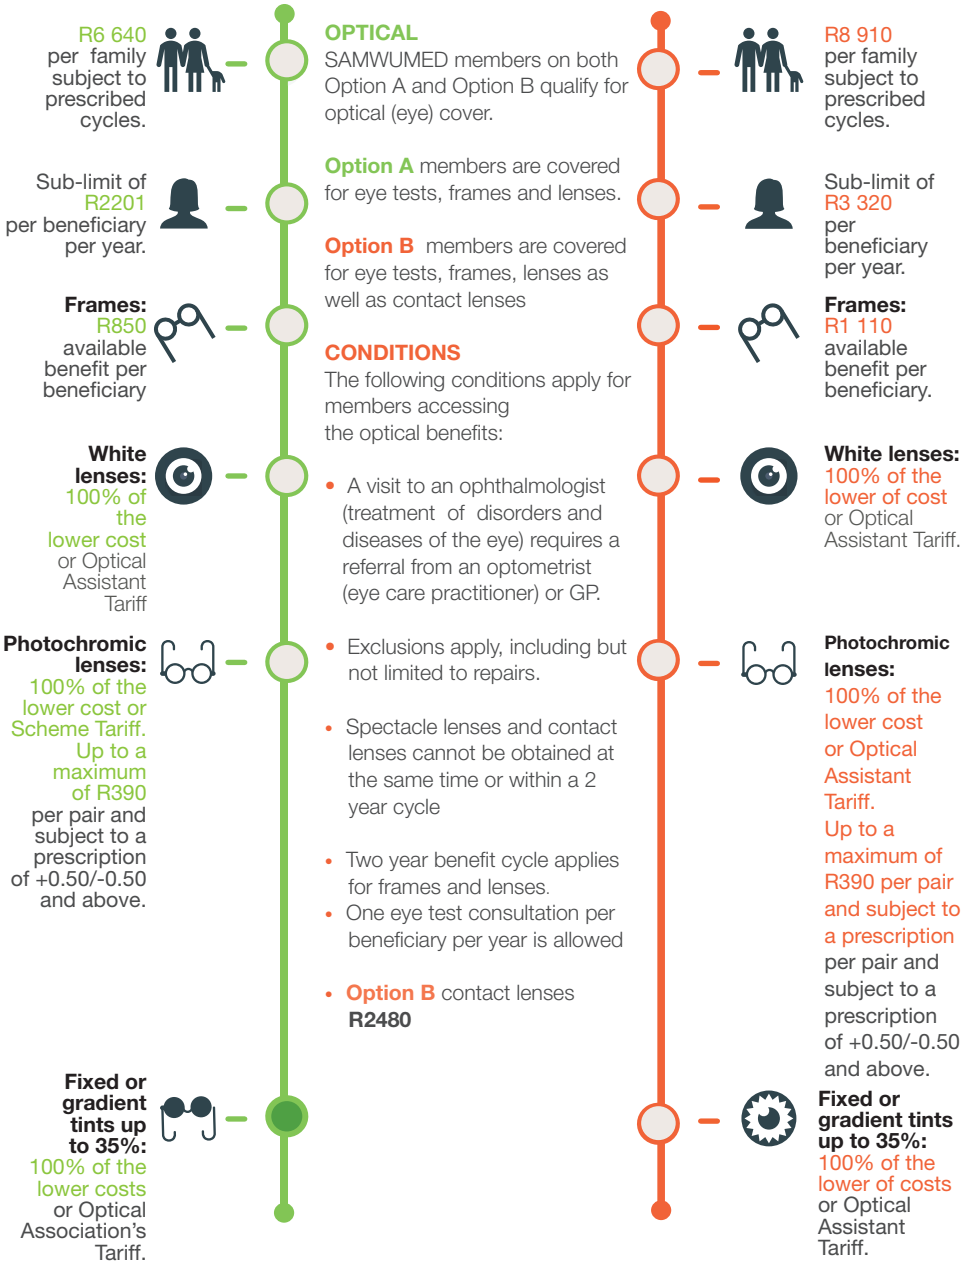 R6 640
per family
subject to
prescribed
cycles.
Sub-limit of
R2201
per beneficiary
per year.
Frames:
R850
available
benefit per
beneficiary
White
lenses:
100% of
the
lower cost
or Optical
Assistant
Tariff
Photochromic
lenses:
100% of the
lower cost or
Scheme Tariff.
Up to a
maximum
of R390
per pair and
subject to a
prescription
of +0.50/-0.50
and above.
Fixed or
gradient
tints up
to 35%:
100% of the
lower costs
or Optical
Association's
Tariff.
OPTICAL
SAMWUMED members on both
Option A and Option B qualify for
optical (eye) cover.
Option A members are covered
for eye tests, frames and lenses.
Option B members are covered
for eye tests, frames, lenses as
well as contact lenses
CONDITIONS
The following conditions apply for
members accessing
the optical benefits:
• A visit to an ophthalmologist
(treatment of disorders and
diseases of the eye) requires a
referral from an optometrist
(eye care practitioner) or GP.
• Exclusions apply, including but
not limited to repairs.
• Spectacle lenses and contact
lenses cannot be obtained at
the same time or within a 2
year cycle
• Two year benefit cycle applies
for frames and lenses.
• One eye test consultation per
beneficiary per year is allowed
• Option B contact lenses
R2480
R8 910
per family
subject to
prescribed
cycles.
Sub-limit of
R3 320
per
beneficiary
per year.
Frames:
R1 110
available
benefit per
beneficiary.
White lenses:
100% of the
lower of cost
or Optical
Assistant Tariff.
Photochromic
lenses:
100% of the
lower cost
or Optical
Assistant
Tariff.
Up to a
maximum of
R390 per pair
and subject to
a prescription
per pair and
subject to a
prescription
of +0.50/-0.50
and above.
Fixed or
gradient tints
up to 35%:
100% of the
lower of costs
or Optical
Assistant
Tariff.